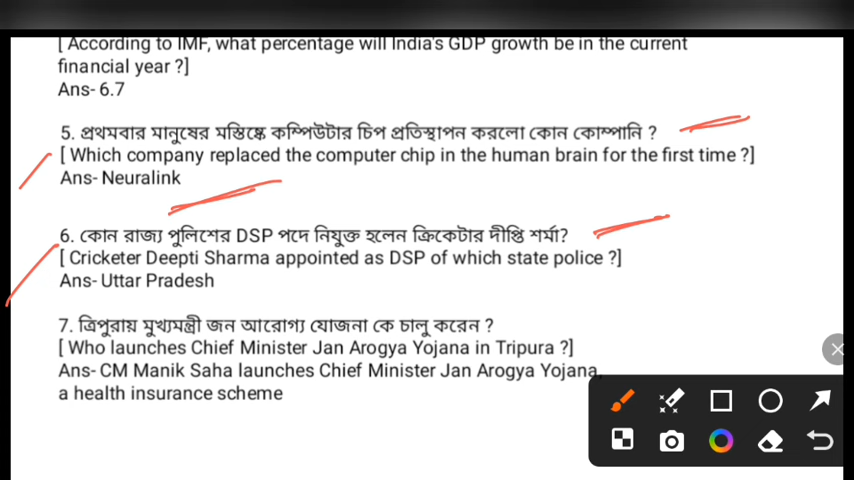 [ According to IMF, what percentage will India's GDP growth be in the current
financial year ?]
Ans- 6.7
5. প্রথমবার মানুষের মস্তিষ্কে কম্পিউটার চিপ প্রতিস্থাপন করলো কোন কোম্পানি ?
[ Which company replaced the computer chip in the human brain for the first time ?]
Ans- Neuralink
6. কোন রাজ্য পুলিশের DSP পদে নিযুক্ত হলেন ক্রিকেটার দীপ্তি শর্মা?
[ Cricketer Deepti Sharma appointed as DSP of which state police ?]
Ans- Uttar Pradesh
7. ত্রিপুরায় মুখ্যমন্ত্রী জন আরোগ্য যোজনা কে চালু করেন ?
[ Who launches Chief Minister Jan Arogya Yojana in Tripura ?]
Ans- CM Manik Saha launches Chief Minister Jan Arogya Yojana,
a health insurance scheme